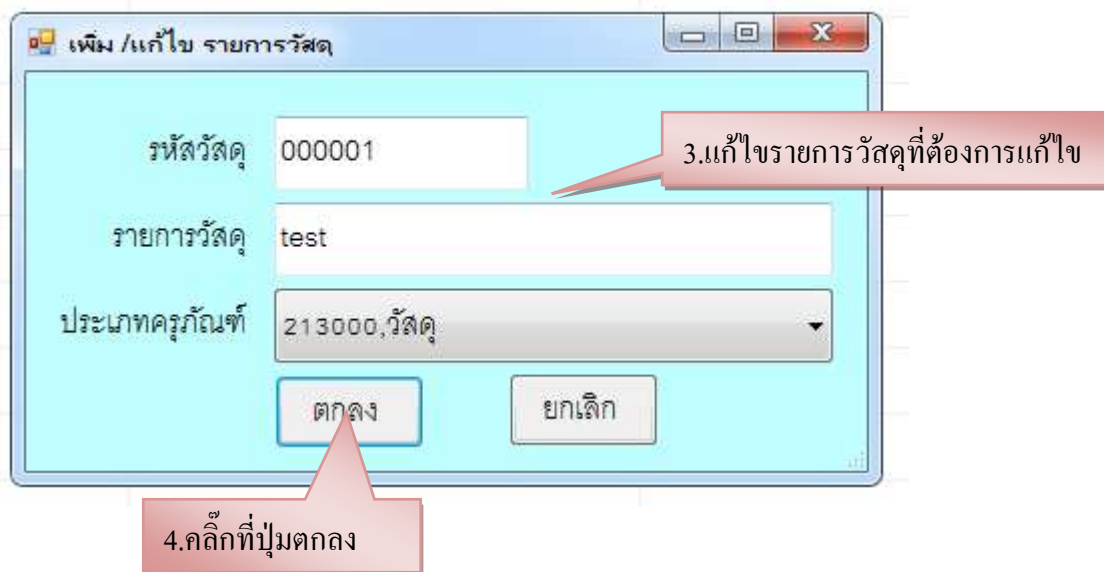 เพิ่ม /แก้ไข รายการวัสดุ
รหัสวัสดุ 000001
3.แก้ไขรายการวัสดุที่ต้องการแก้ไข
รายการวัสดุ test
ประเภทครุภัณฑ์ 213000,วัสดุ
ตกลง ยกเลิก
4.คลิ๊กที่ปุ่มตกลง